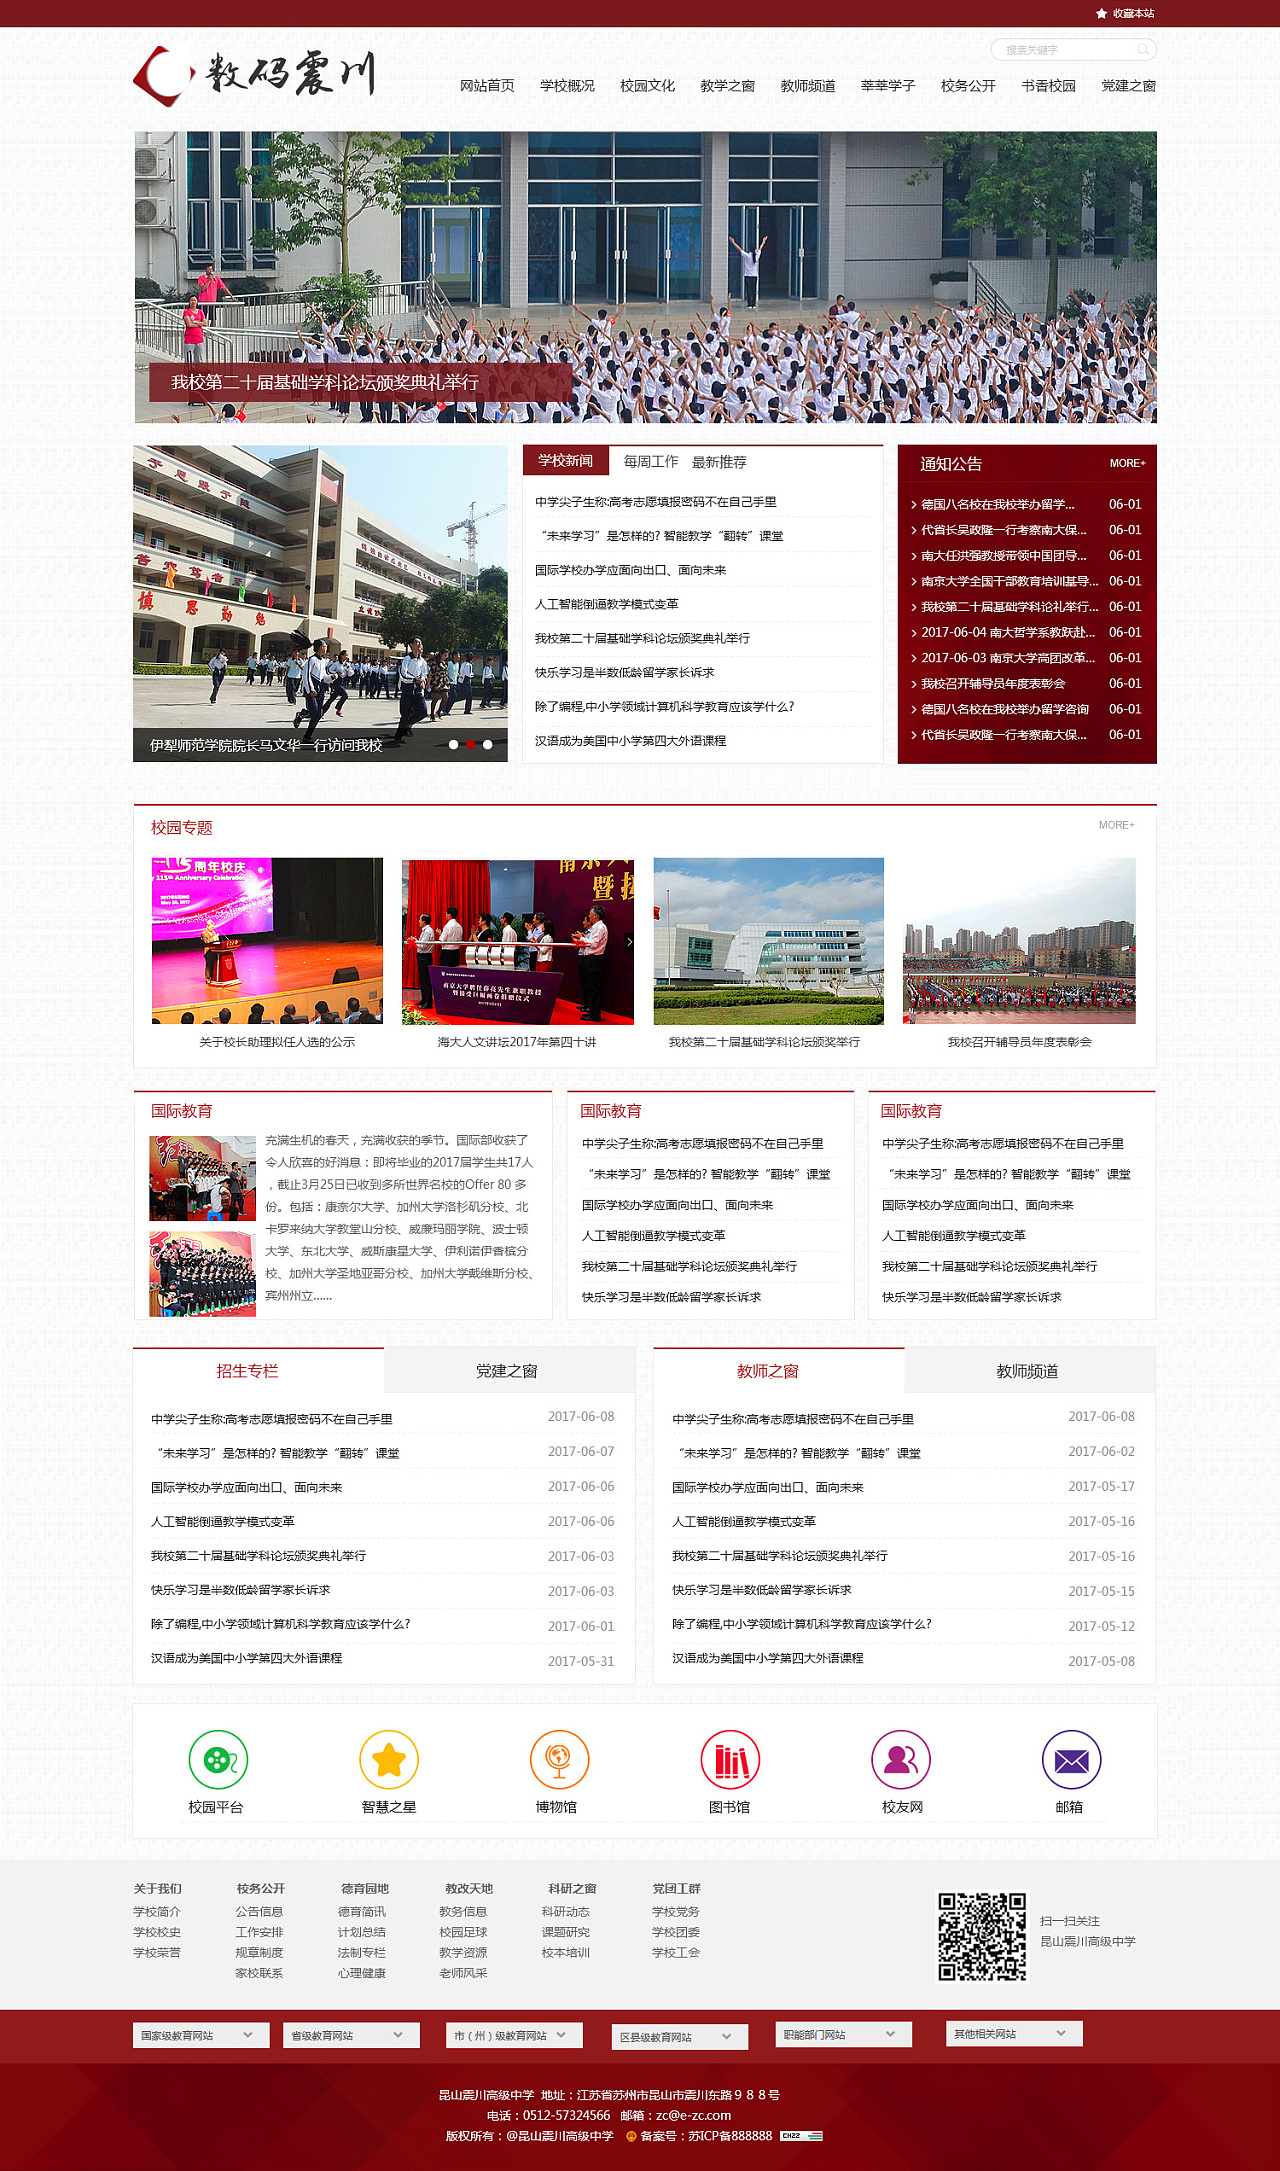 收藏本站
数码震川
搜索关键字
网站首页 学校概况 校园文化 教学之窗 教师频道 莘莘学子 校务公开 书香校园 党建之窗
我校第二十届基础学科论坛颁奖典礼举行
慎思勤勉
伊犁师范学院院长马文华一行访问我校
学校新闻 每周工作 最新推荐
中学尖子生称:高考志愿填报密码不在自己手里
“未来学习”是怎样的? 智能教学“翻转”课堂
国际学校办学应面向出口、面向未来
人工智能倒逼教学模式变革
我校第二十届基础学科论坛颁奖典礼举行
快乐学习是半数低龄留学家长诉求
除了编程,中小学领域计算机科学教育应该学什么?
汉语成为美国中小学第四大外语课程
通知公告 MORE+
德国八名校在我校举办留学... 06-01
代省长吴政隆一行考察南大保... 06-01
南大任洪强教授带领中国团导... 06-01
南京大学全国干部教育培训基导... 06-01
我校第二十届基础学科论礼举行... 06-01
2017-06-04 南大哲学系教跃赴... 06-01
2017-06-03 南京大学高团改革... 06-01
我校召开辅导员年度表彰会 06-01
德国八名校在我校举办留学咨询 06-01
代省长吴政隆一行考察南大保... 06-01
校园专题 MORE+
115周年校庆
115th Anniversary Celebration
南京大学聘任薛亮先生兼职教授
关于校长助理拟任人选的公示
海大人文讲坛2017年第四十讲
我校第二十届基础学科论坛颁奖举行
我校召开辅导员年度表彰会
国际教育
充满生机的春天，充满收获的季节。国际部收获了
令人欣喜的好消息：即将毕业的2017届学生共17人
，截止3月25日已收到多所世界名校的Offer 80 多
份。包括：康奈尔大学、加州大学洛杉矶分校、北
卡罗来纳大学教堂山分校、威廉玛丽学院、波士顿
大学、东北大学、威斯康星大学、伊利诺伊香槟分
校、加州大学圣地亚哥分校、加州大学戴维斯分校、
宾州州立......
国际教育
中学尖子生称:高考志愿填报密码不在自己手里
“未来学习”是怎样的? 智能教学“翻转”课堂
国际学校办学应面向出口、面向未来
人工智能倒逼教学模式变革
我校第二十届基础学科论坛颁奖典礼举行
快乐学习是半数低龄留学家长诉求
国际教育
中学尖子生称:高考志愿填报密码不在自己手里
“未来学习”是怎样的? 智能教学“翻转”课堂
国际学校办学应面向出口、面向未来
人工智能倒逼教学模式变革
我校第二十届基础学科论坛颁奖典礼举行
快乐学习是半数低龄留学家长诉求
招生专栏 党建之窗
中学尖子生称:高考志愿填报密码不在自己手里 2017-06-08
“未来学习”是怎样的? 智能教学“翻转”课堂 2017-06-07
国际学校办学应面向出口、面向未来 2017-06-06
人工智能倒逼教学模式变革 2017-06-06
我校第二十届基础学科论坛颁奖典礼举行 2017-06-03
快乐学习是半数低龄留学家长诉求 2017-06-03
除了编程,中小学领域计算机科学教育应该学什么? 2017-06-01
汉语成为美国中小学第四大外语课程 2017-05-31
教师之窗 教师频道
中学尖子生称:高考志愿填报密码不在自己手里 2017-06-08
“未来学习”是怎样的? 智能教学“翻转”课堂 2017-06-02
国际学校办学应面向出口、面向未来 2017-05-17
人工智能倒逼教学模式变革 2017-05-16
我校第二十届基础学科论坛颁奖典礼举行 2017-05-16
快乐学习是半数低龄留学家长诉求 2017-05-15
除了编程,中小学领域计算机科学教育应该学什么? 2017-05-12
汉语成为美国中小学第四大外语课程 2017-05-08
校园平台 智慧之星 博物馆 图书馆 校友网 邮箱
关于我们 校务公开 德育园地 教改天地 科研之窗 党团工群
学校简介 公告信息 德育简讯 教务信息 科研动态 学校党务
学校校史 工作安排 计划总结 校园足球 课题研究 学校团委
学校荣誉 规章制度 法制专栏 教学资源 校本培训 学校工会
家校联系 心理健康 老师风采
扫一扫关注
昆山震川高级中学
国家级教育网站 省级教育网站 市（州）级教育网站 区县级教育网站 职能部门网站 其他相关网站
昆山震川高级中学 地址：江苏省苏州市昆山市震川东路９８８号
电话：0512-57324566 邮箱：zc@e-zc.com
版权所有：@昆山震川高级中学 备案号：苏ICP备888888 CNZZ